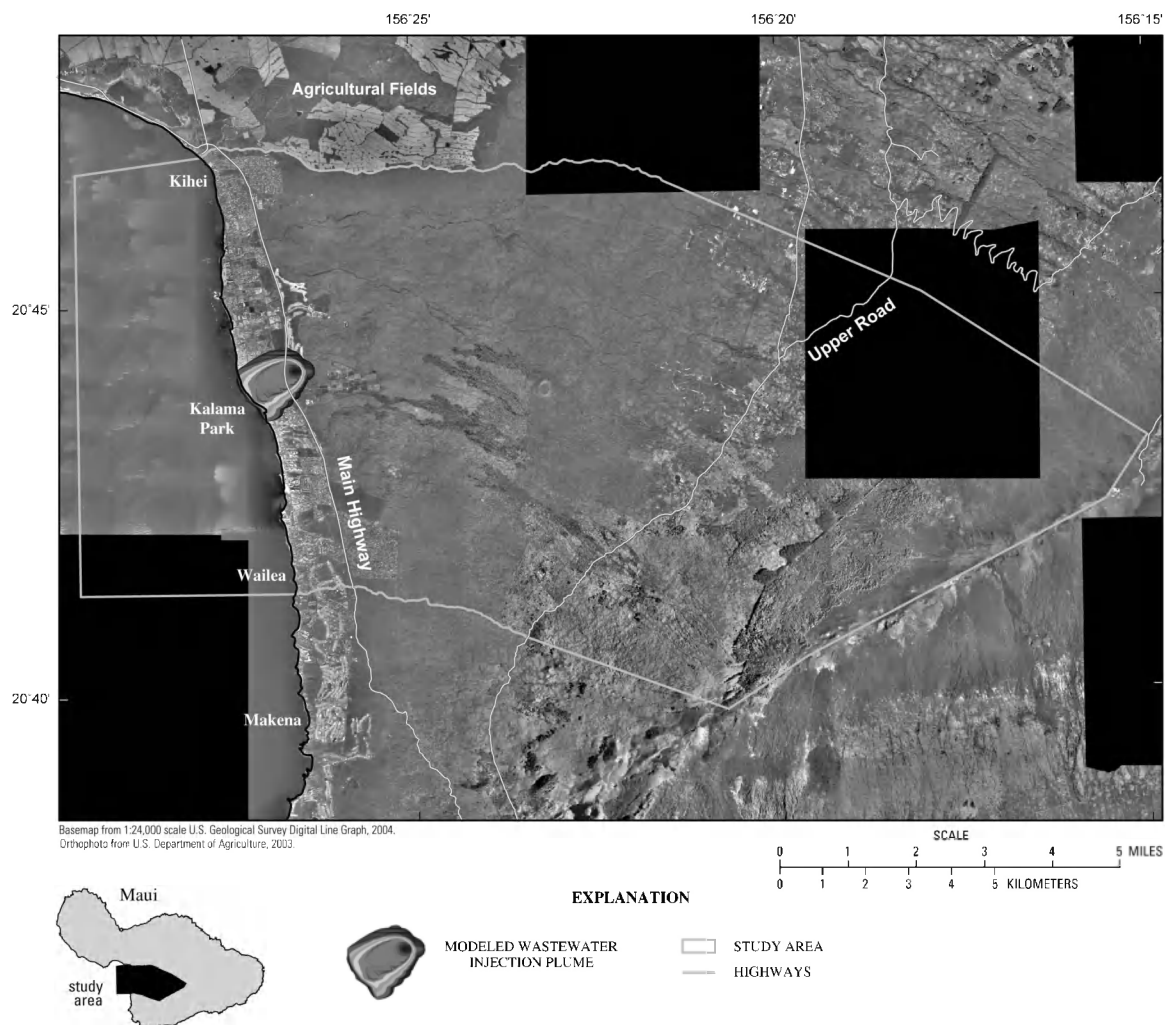 156°25'
156°20'
156°15'
Agricultural Fields
Kihei
20°45'
Upper Road
Kalama
Park
Main Highway
Wailea
20°40'
Makena
Basemap from 1:24,000 scale U.S. Geological Survey Digital Line Graph, 2004.
Orthophoto from U.S. Department of Agriculture, 2003.
SCALE
0 1 2 3 4 5 MILES
0 1 2 3 4 5 KILOMETERS
Maui
study
area
EXPLANATION
MODELED WASTEWATER
INJECTION PLUME
STUDY AREA
HIGHWAYS